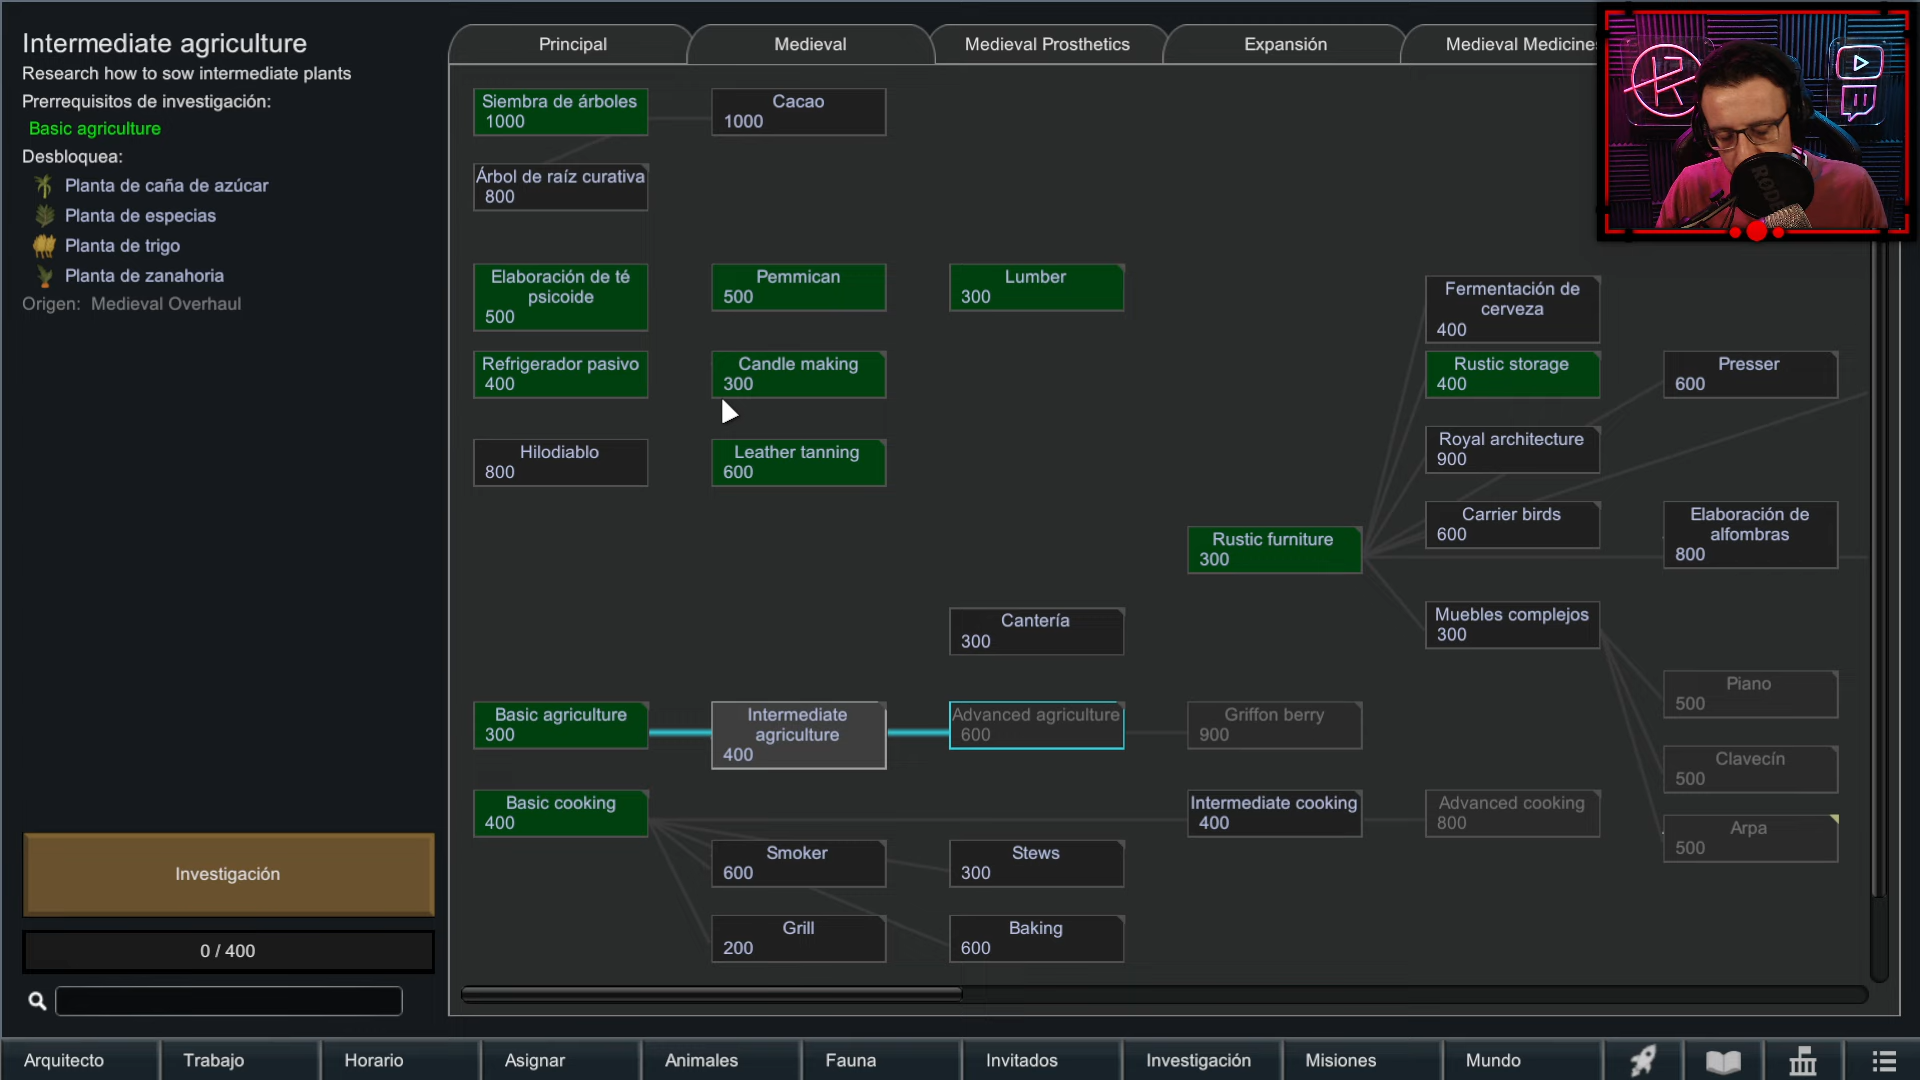 Intermediate agriculture
Research how to sow intermediate plants
Prerrequisitos de investigación:
Basic agriculture
Desbloquea:
Planta de caña de azúcar
Planta de especias
Planta de trigo
Planta de zanahoria
Origen: Medieval Overhaul
Investigación
0 / 400
Principal
Medieval
Medieval Prosthetics
Expansión
Medieval Medicines
Siembra de árboles
1000
Cacao
1000
Árbol de raíz curativa
800
Elaboración de té
psicoide
500
Pemmican
500
Lumber
300
Fermentación de
cerveza
400
Refrigerador pasivo
400
Candle making
300
Rustic storage
400
Presser
600
Hilodiablo
800
Leather tanning
600
Royal architecture
900
Rustic furniture
300
Carrier birds
600
Elaboración de
alfombras
800
Cantería
300
Muebles complejos
300
Piano
500
Basic agriculture
300
Intermediate
agriculture
400
Advanced agriculture
600
Griffon berry
900
Clavecín
500
Basic cooking
400
Intermediate cooking
400
Advanced cooking
800
Arpa
500
Smoker
600
Stews
300
Grill
200
Baking
600
RØDE
Arquitecto
Trabajo
Horario
Asignar
Animales
Fauna
Invitados
Investigación
Misiones
Mundo